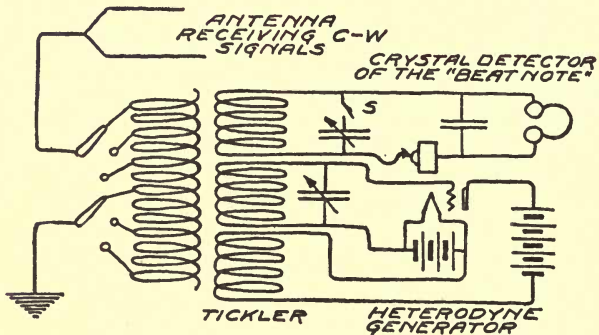 ANTENNA
RECEIVING C-W
SIGNALS
CRYSTAL DETECTOR
OF THE "BEAT NOTE"
S
TICKLER
HETERODYNE
GENERATOR